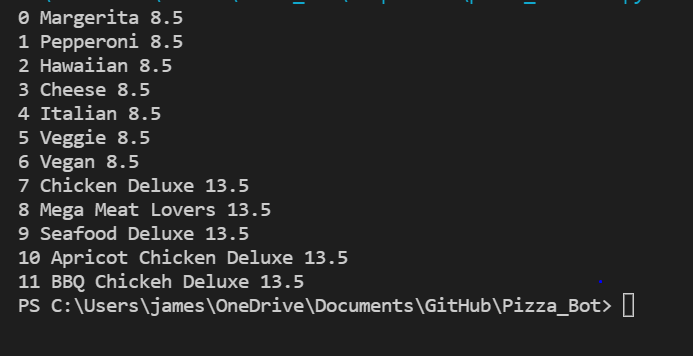 0 Margerita 8.5
1 Pepperoni 8.5
2 Hawaiian 8.5
3 Cheese 8.5
4 Italian 8.5
5 Veggie 8.5
6 Vegan 8.5
7 Chicken Deluxe 13.5
8 Mega Meat Lovers 13.5
9 Seafood Deluxe 13.5
10 Apricot Chicken Deluxe 13.5
11 BBQ Chickeh Deluxe 13.5
PS C:\Users\james\OneDrive\Documents\GitHub\Pizza_Bot>